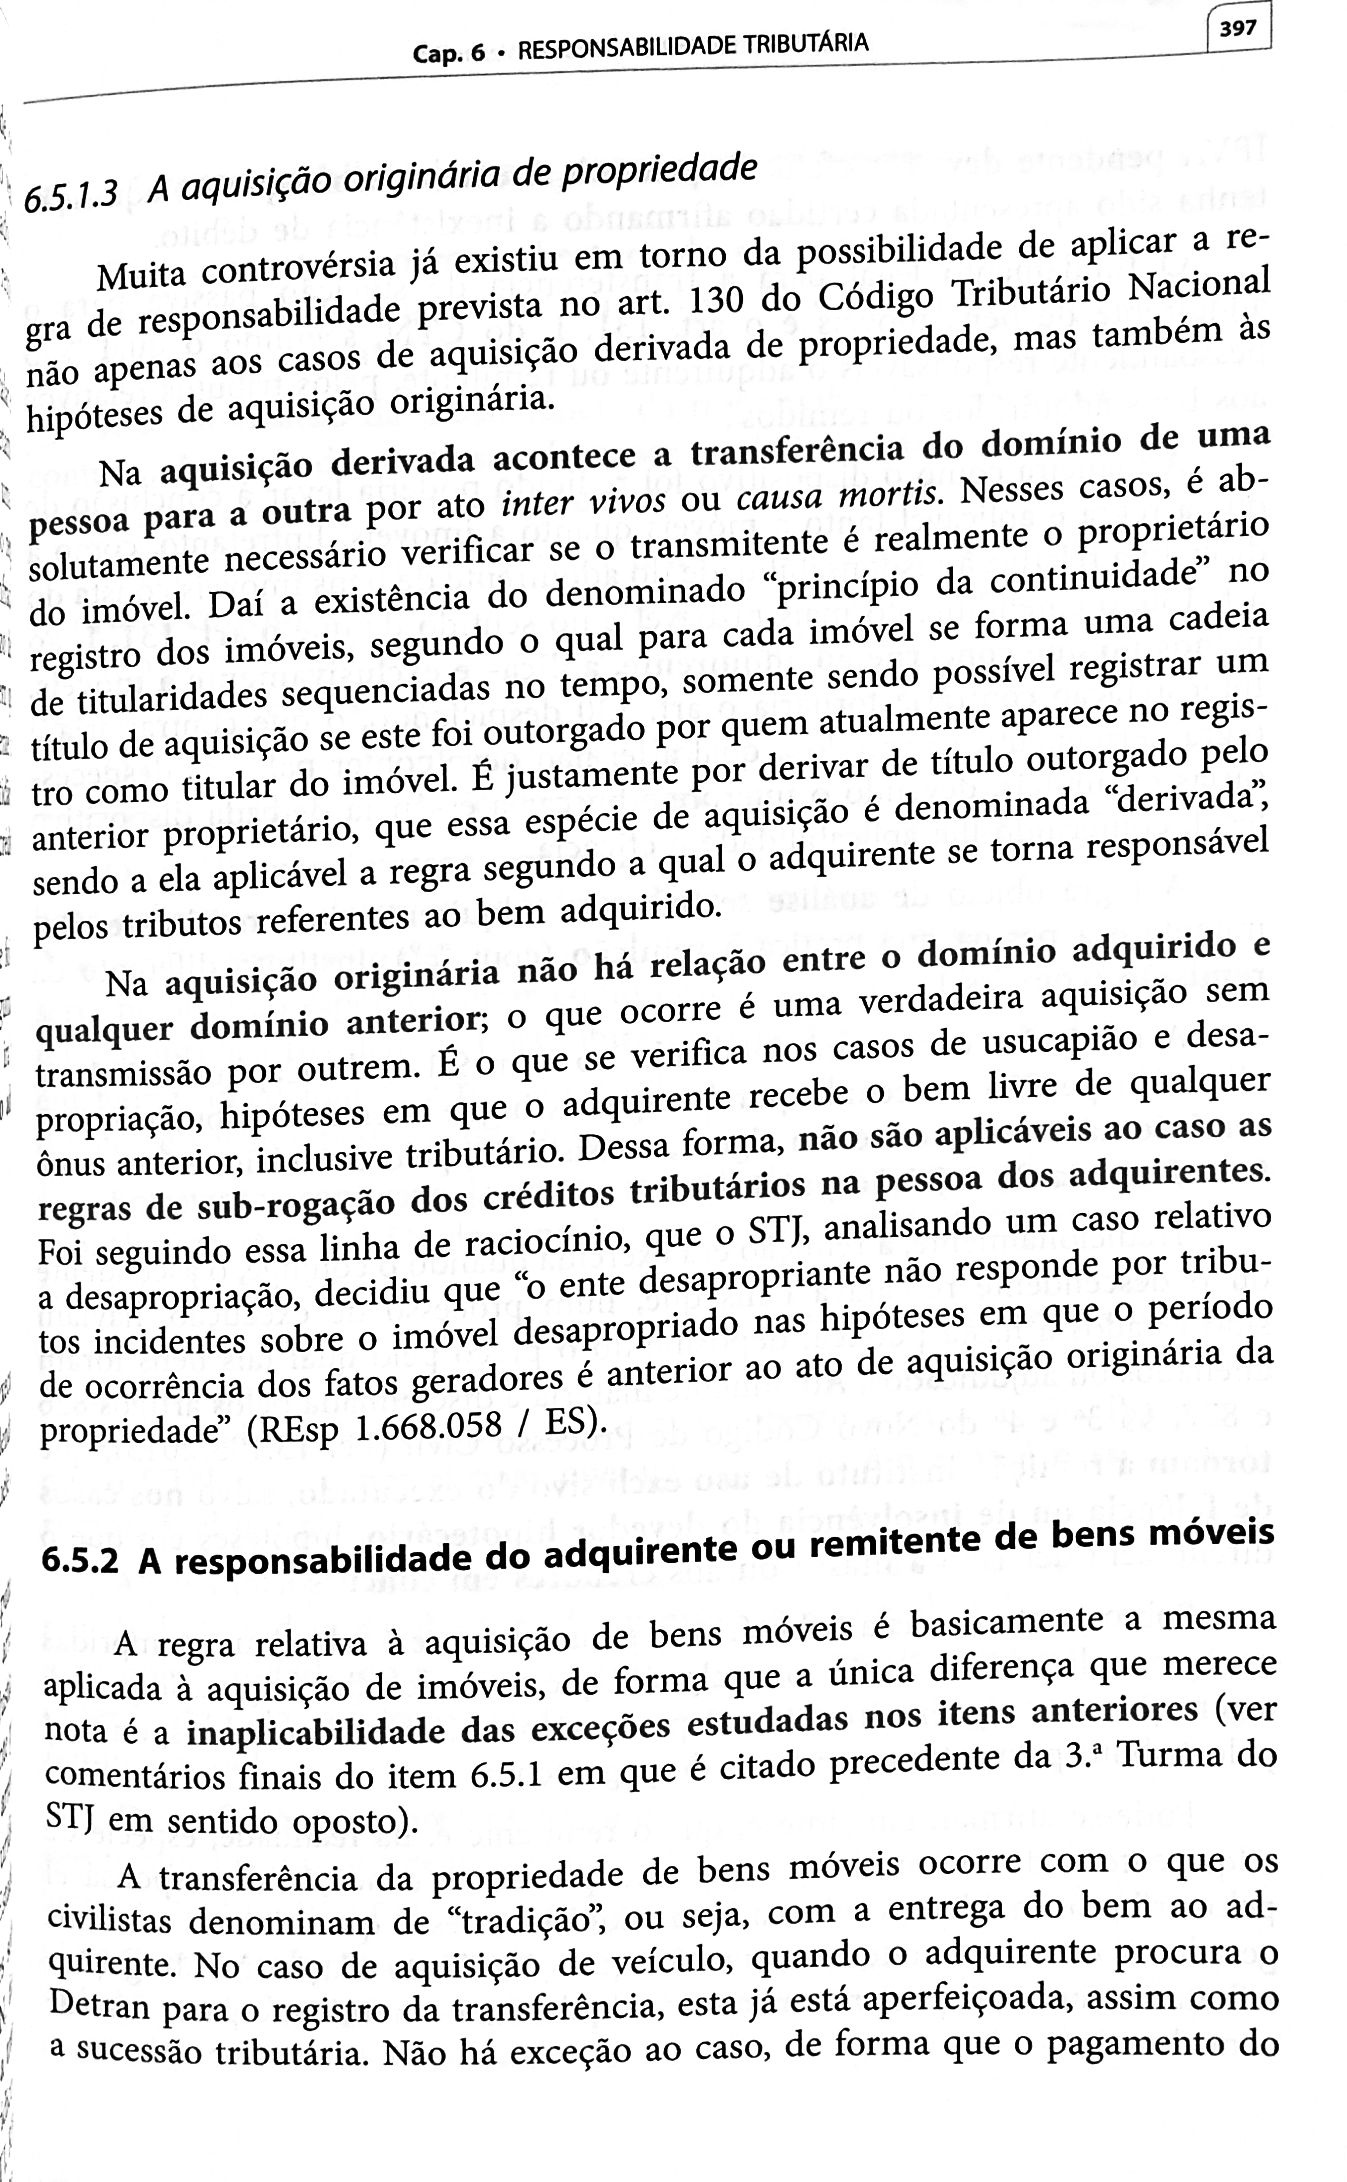 Cap. 6 • RESPONSABILIDADE TRIBUTÁRIA
397
6.5.1.3 A aquisição originária de propriedade
Muita controvérsia já existiu em torno da possibilidade de aplicar a re-
gra de responsabilidade prevista no art. 130 do Código Tributário Nacional
não apenas aos casos de aquisição derivada de propriedade, mas também às
hipóteses de aquisição originária.
Na aquisição derivada acontece a transferência do domínio de uma
pessoa para a outra por ato inter vivos ou causa mortis. Nesses casos, é ab-
solutamente necessário verificar se o transmitente é realmente o proprietário
do imóvel. Daí a existência do denominado “princípio da continuidade” no
registro dos imóveis, segundo o qual para cada imóvel se forma uma cadeia
de titularidades sequenciadas no tempo, somente sendo possível registrar um
título de aquisição se este foi outorgado por quem atualmente aparece no regis-
tro como titular do imóvel. É justamente por derivar de título outorgado pelo
anterior proprietário, que essa espécie de aquisição é denominada “derivada”,
sendo a ela aplicável a regra segundo a qual o adquirente se torna responsável
pelos tributos referentes ao bem adquirido.
Na aquisição originária não há relação entre o domínio adquirido e
qualquer domínio anterior; o que ocorre é uma verdadeira aquisição sem
transmissão por outrem. É o que se verifica nos casos de usucapião e desa-
propriação, hipóteses em que o adquirente recebe o bem livre de qualquer
ônus anterior, inclusive tributário. Dessa forma, não são aplicáveis ao caso as
regras de sub-rogação dos créditos tributários na pessoa dos adquirentes.
Foi seguindo essa linha de raciocínio, que o STJ, analisando um caso relativo
a desapropriação, decidiu que “o ente desapropriante não responde por tribu-
tos incidentes sobre o imóvel desapropriado nas hipóteses em que o período
de ocorrência dos fatos geradores é anterior ao ato de aquisição originária da
propriedade” (REsp 1.668.058 / ES).
6.5.2 A responsabilidade do adquirente ou remitente de bens móveis
A regra relativa à aquisição de bens móveis é basicamente a mesma
aplicada à aquisição de imóveis, de forma que a única diferença que merece
nota é a inaplicabilidade das exceções estudadas nos itens anteriores (ver
comentários finais do item 6.5.1 em que é citado precedente da 3.ª Turma do
STJ em sentido oposto).
A transferência da propriedade de bens móveis ocorre com o que os
civilistas denominam de “tradição”, ou seja, com a entrega do bem ao ad-
quirente. No caso de aquisição de veículo, quando o adquirente procura o
Detran para o registro da transferência, esta já está aperfeiçoada, assim como
a sucessão tributária. Não há exceção ao caso, de forma que o pagamento do